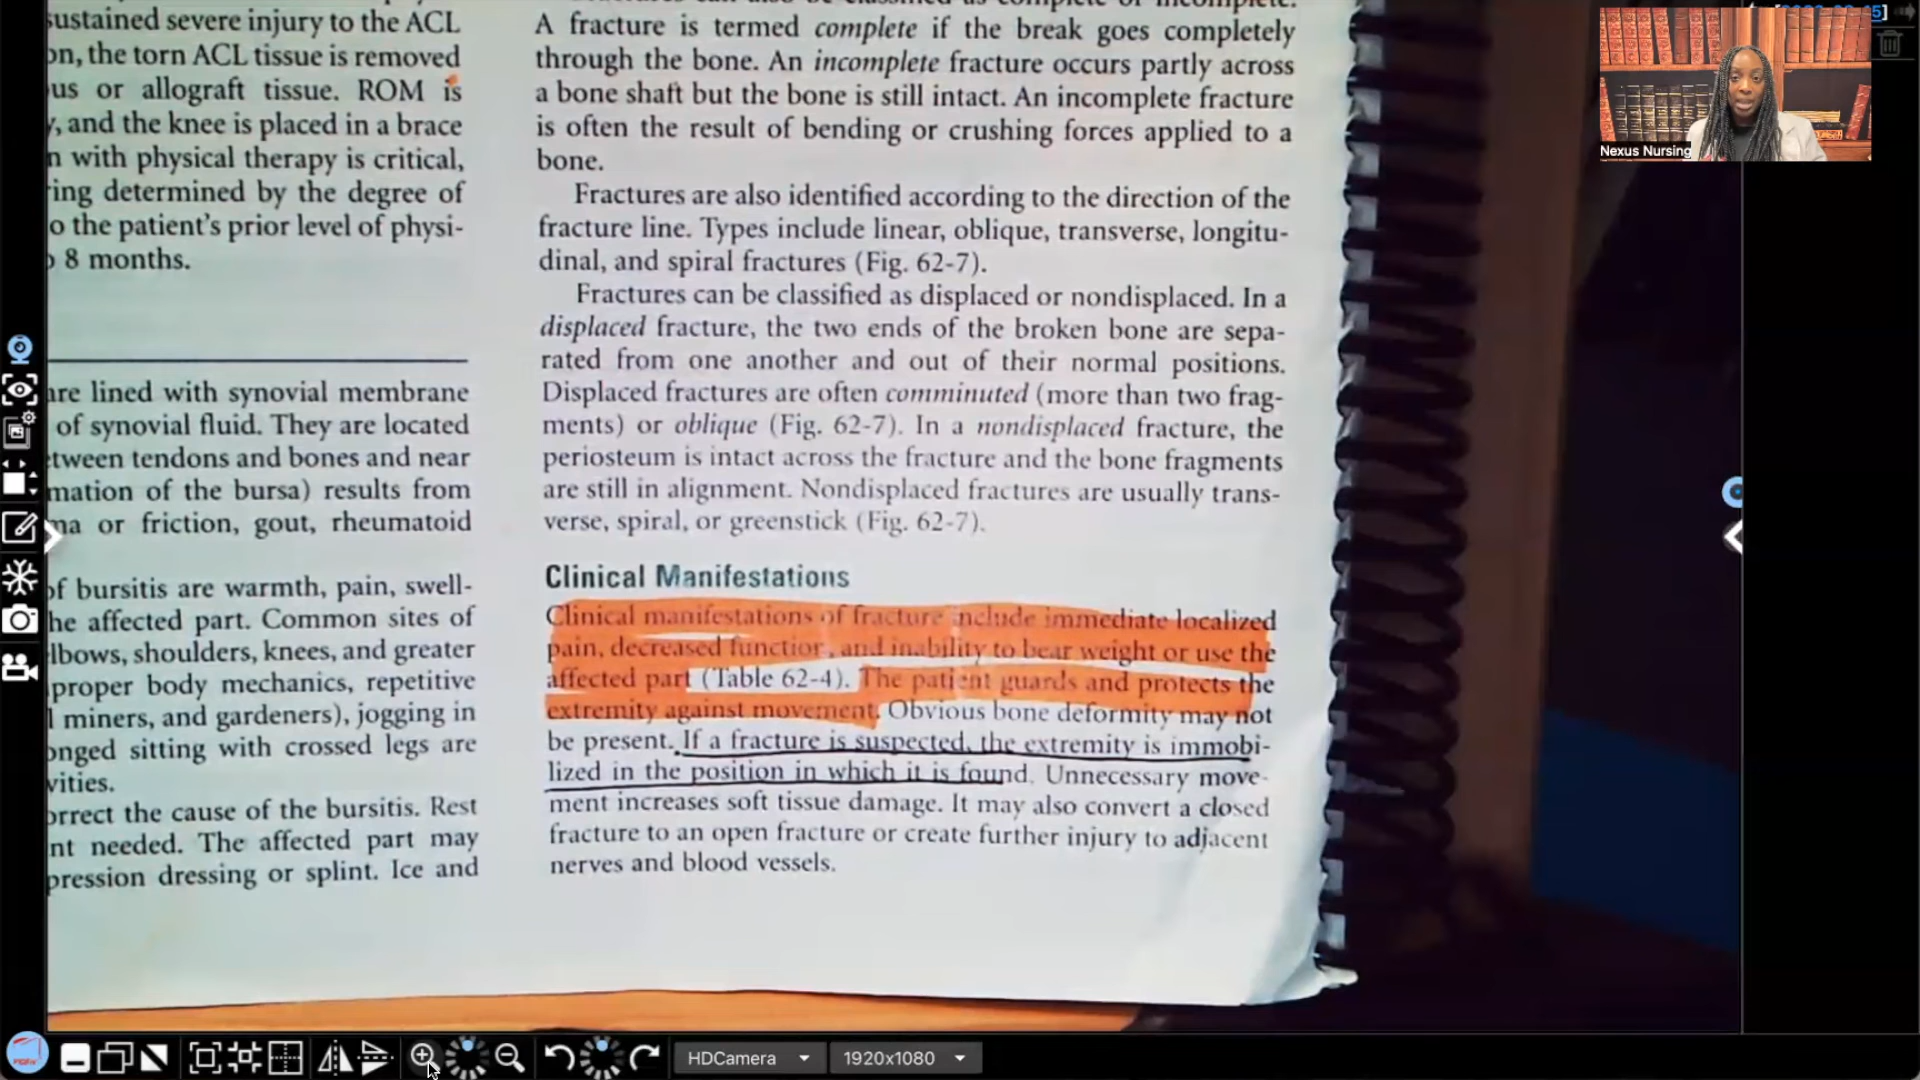 sustained severe injury to the ACL
on, the torn ACL tissue is removed
us or allograft tissue. ROM is
y, and the knee is placed in a brace
n with physical therapy is critical,
ring determined by the degree of
o the patient's prior level of physi-
8 months.
are lined with synovial membrane
of synovial fluid. They are located
etween tendons and bones and near
mation of the bursa) results from
ma or friction, gout, rheumatoid
of bursitis are warmth, pain, swell-
he affected part. Common sites of
lbows, shoulders, knees, and greater
proper body mechanics, repetitive
l miners, and gardeners), jogging in
onged sitting with crossed legs are
vities.
orrect the cause of the bursitis. Rest
nt needed. The affected part may
pression dressing or splint. Ice and
Fractures can also be classified as complete or incomplete.
A fracture is termed complete if the break goes completely
through the bone. An incomplete fracture occurs partly across
a bone shaft but the bone is still intact. An incomplete fracture
is often the result of bending or crushing forces applied to a
bone.
Fractures are also identified according to the direction of the
fracture line. Types include linear, oblique, transverse, longitu-
dinal, and spiral fractures (Fig. 62-7).
Fractures can be classified as displaced or nondisplaced. In a
displaced fracture, the two ends of the broken bone are sepa-
rated from one another and out of their normal positions.
Displaced fractures are often comminuted (more than two frag-
ments) or oblique (Fig. 62-7). In a nondisplaced fracture, the
periosteum is intact across the fracture and the bone fragments
are still in alignment. Nondisplaced fractures are usually trans-
verse, spiral, or greenstick (Fig. 62-7).
Clinical Manifestations
Clinical manifestations of fracture include immediate localized
pain, decreased function, and inability to bear weight or use the
affected part (Table 62-4). The patient guards and protects the
extremity against movement. Obvious bone deformity may not
be present. If a fracture is suspected, the extremity is immobi-
lized in the position in which it is found. Unnecessary move-
ment increases soft tissue damage. It may also convert a closed
fracture to an open fracture or create further injury to adjacent
nerves and blood vessels.
Nexus Nursing
HDCamera
1920x1080